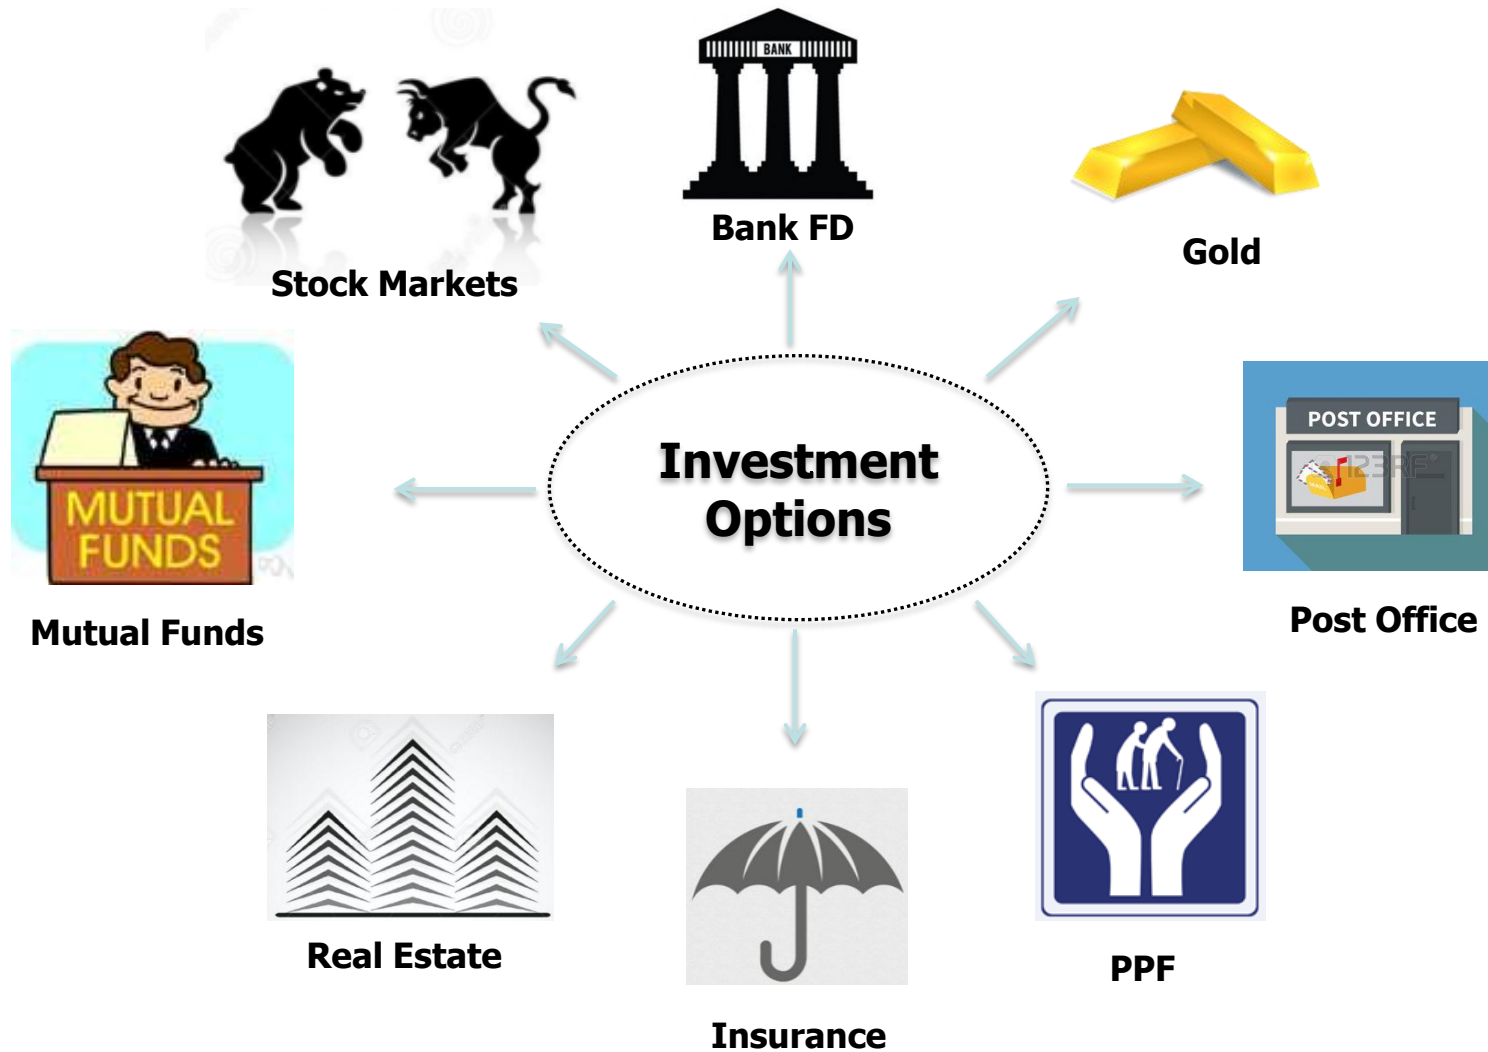 BANK
Bank FD
Gold
Stock Markets
POST OFFICE
123RF
Investment
Options
MUTUAL
FUNDS
Mutual Funds
Post Office
Real Estate
PPF
Insurance